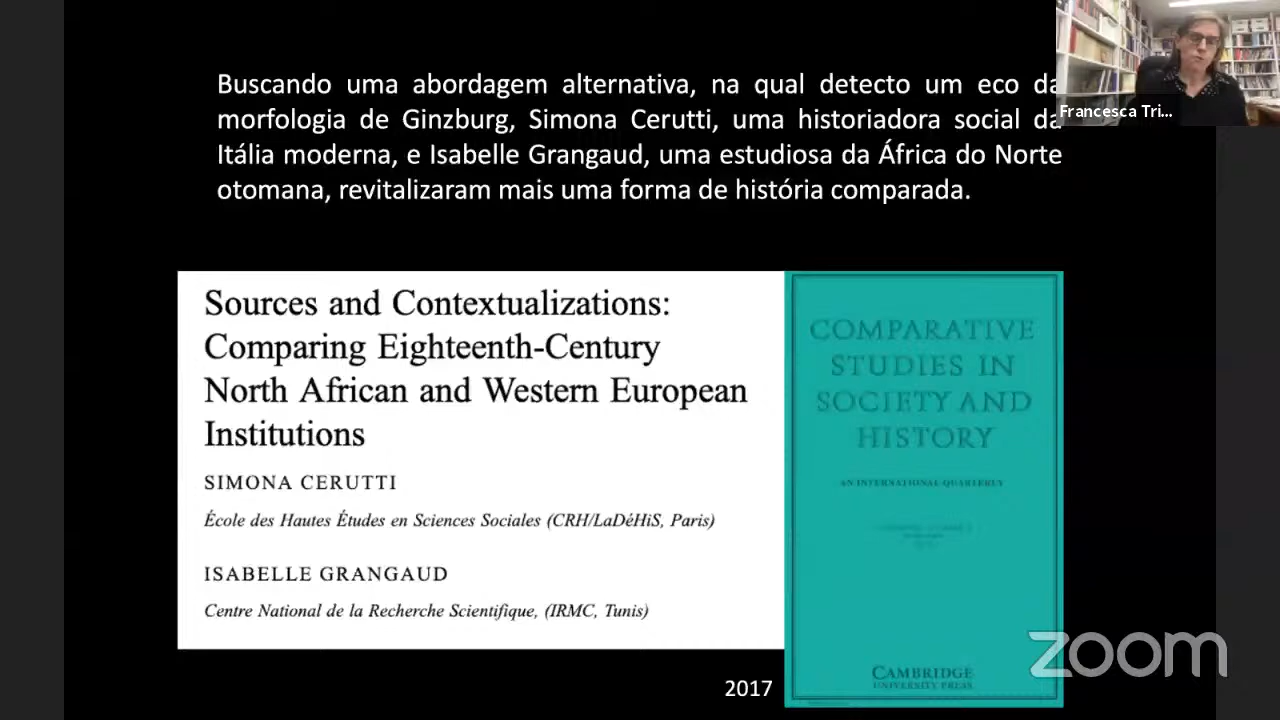 Buscando uma abordagem alternativa, na qual detecto um eco da
morfologia de Ginzburg, Simona Cerutti, uma historiadora social da
Itália moderna, e Isabelle Grangaud, uma estudiosa da África do Norte
otomana, revitalizaram mais uma forma de história comparada.
Francesca Tri...
Sources and Contextualizations:
Comparing Eighteenth-Century
North African and Western European
Institutions
SIMONA CERUTTI
École des Hautes Études en Sciences Sociales (CRH/LaDéHiS, Paris)
ISABELLE GRANGAUD
Centre National de la Recherche Scientifique, (IRMC, Tunis)
COMPARATIVE
STUDIES IN
SOCIETY AND
HISTORY
AN INTERNATIONAL QUARTERLY
CAMBRIDGE
UNIVERSITY PRESS
2017
zoom